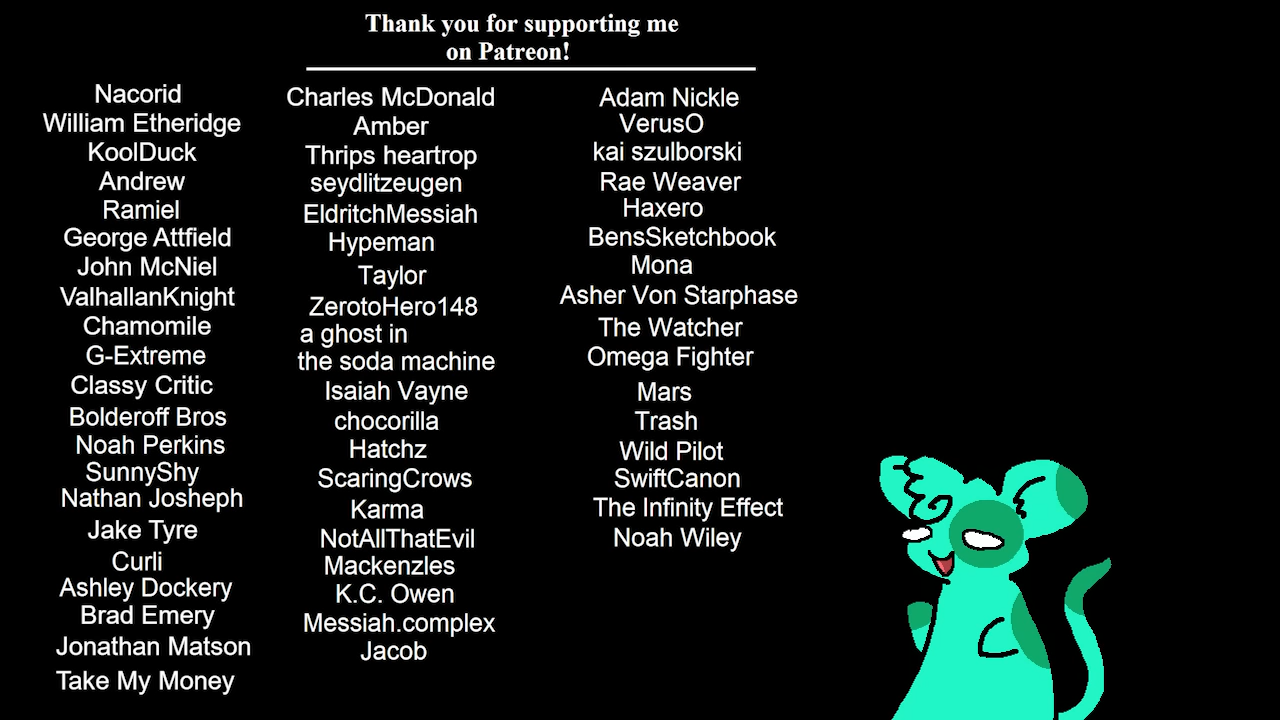 Thank you for supporting me
on Patreon!
Nacorid
William Etheridge
KoolDuck
Andrew
Ramiel
George Attfield
John McNiel
ValhallanKnight
Chamomile
G-Extreme
Classy Critic
Bolderoff Bros
Noah Perkins
SunnyShy
Nathan Josheph
Jake Tyre
Curli
Ashley Dockery
Brad Emery
Jonathan Matson
Take My Money
Charles McDonald
Amber
Thrips heartrop
seydlitzeugen
EldritchMessiah
Hypeman
Taylor
ZerotoHero148
a ghost in
the soda machine
Isaiah Vayne
chocorilla
Hatchz
ScaringCrows
Karma
NotAllThatEvil
Mackenzles
K.C. Owen
Messiah.complex
Jacob
Adam Nickle
VerusO
kai szulborski
Rae Weaver
Haxero
BensSketchbook
Mona
Asher Von Starphase
The Watcher
Omega Fighter
Mars
Trash
Wild Pilot
SwiftCanon
The Infinity Effect
Noah Wiley